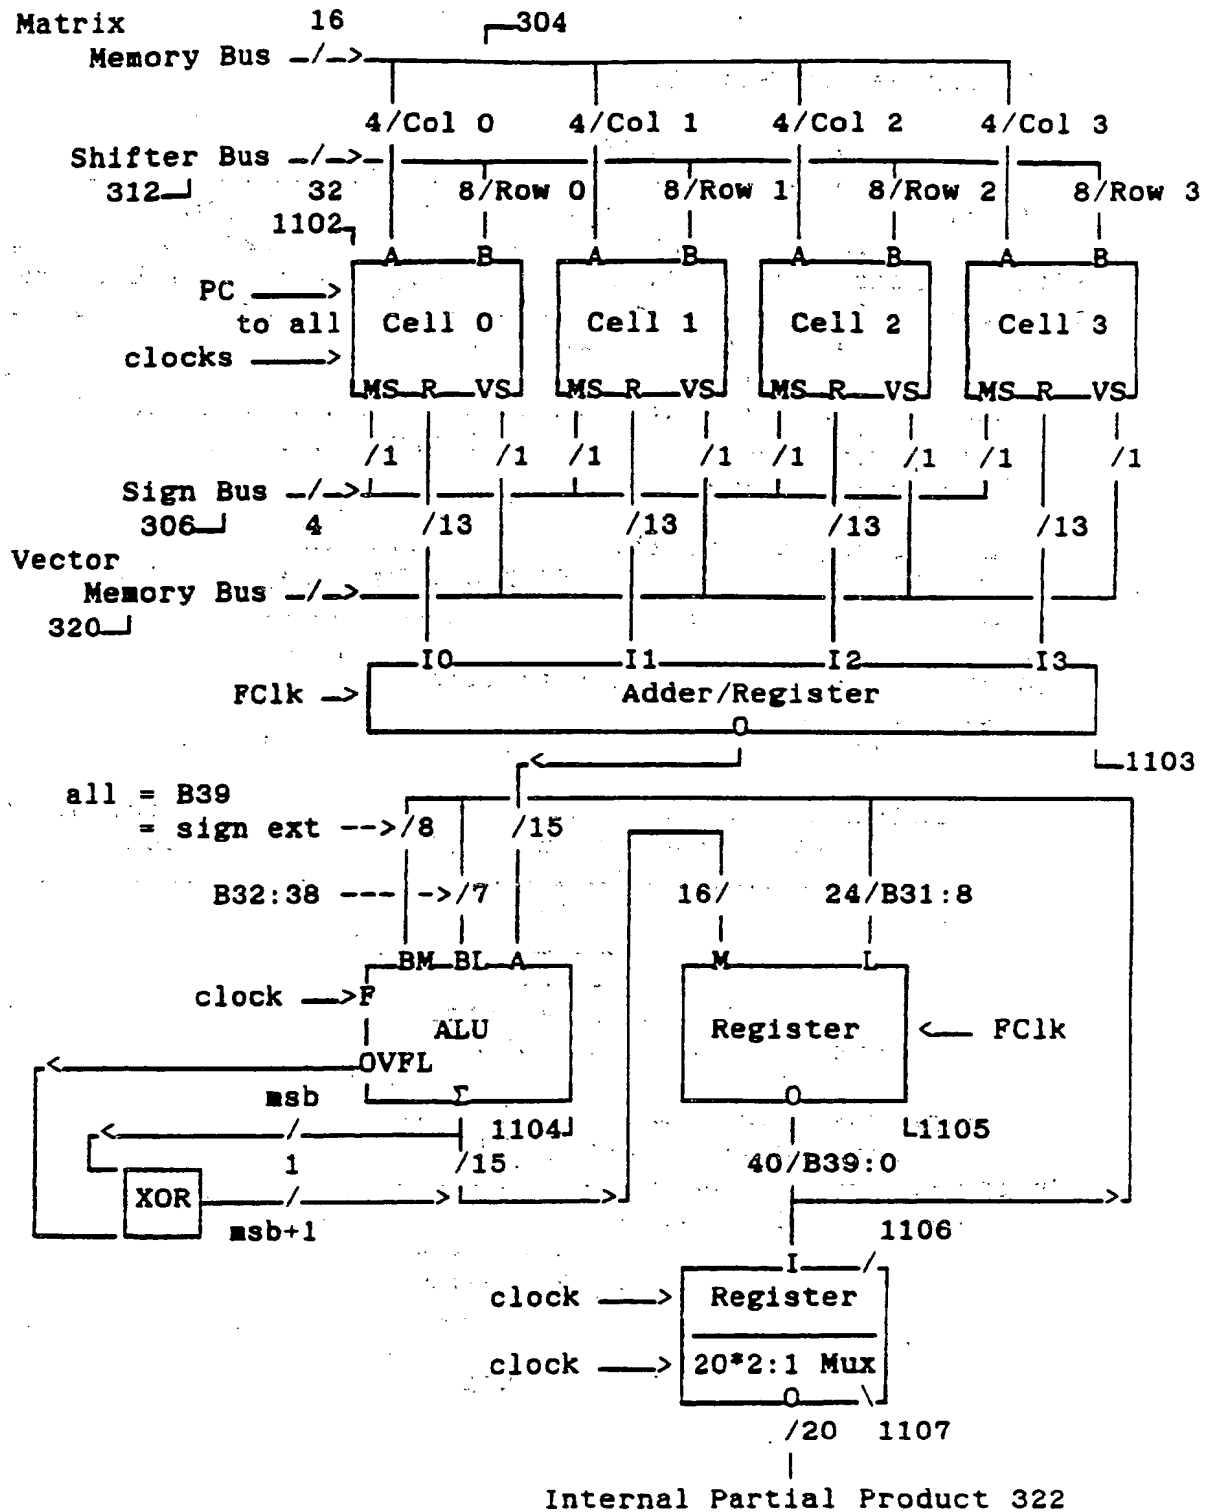 Matrix 16 304
Memory Bus
4/Col 0 4/Col 1 4/Col 2 4/Col 3
Shifter Bus
312 32 8/Row 0 8/Row 1 8/Row 2 8/Row 3
1102
A B A B A B A B
PC
to all Cell 0 Cell 1 Cell 2 Cell 3
clocks
MS R VS MS R VS MS R VS MS R VS
/1 /1 /1 /1 /1 /1 /1 /1
Sign Bus
306 4 /13 /13 /13 /13
Vector
Memory Bus
320
I0 I1 I2 I3
FClk Adder/Register
O
1103
all = B39
= sign ext --> /8 /15
B32:38 --- -> /7 16/ 24/B31:8
BM BL A M L
clock F
ALU Register FClk
OVFL
msb Σ O
1104 1105
1 /15 40/B39:0
XOR
msb+1 1106
I
clock Register
clock 20*2:1 Mux
O
/20 1107
Internal Partial Product 322